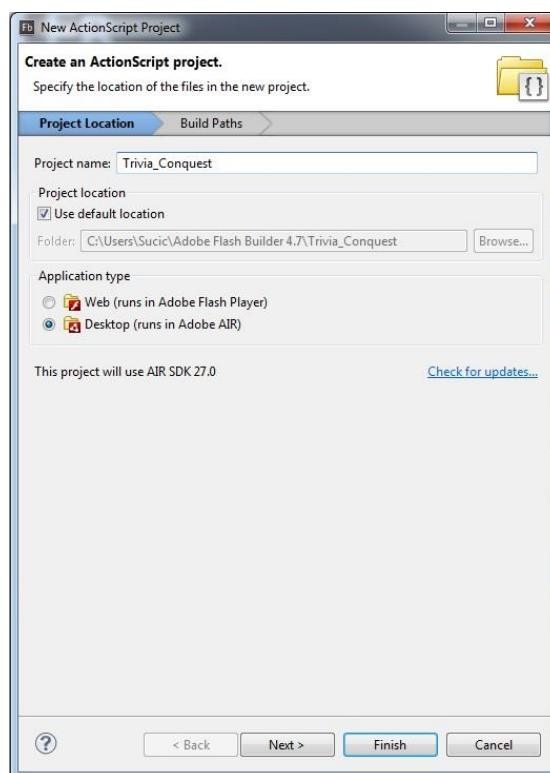 Fb New ActionScript Project
Create an ActionScript project.
Specify the location of the files in the new project.
Project Location Build Paths
Project name: Trivia_Conquest
Project location
Use default location
Folder: C:\Users\Sucic\Adobe Flash Builder 4.7\Trivia_Conquest Browse...
Application type
Web (runs in Adobe Flash Player)
Desktop (runs in Adobe AIR)
This project will use AIR SDK 27.0 Check for updates...
? < Back Next > Finish Cancel